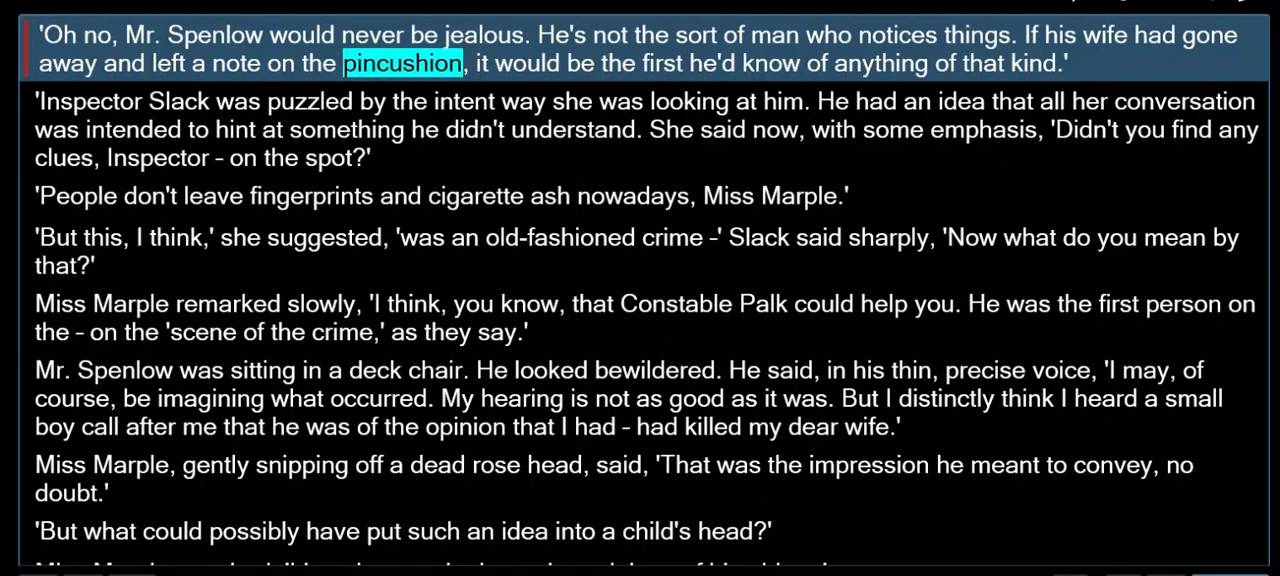 'Oh no, Mr. Spenlow would never be jealous. He's not the sort of man who notices things. If his wife had gone
away and left a note on the pincushion, it would be the first he'd know of anything of that kind.'
'Inspector Slack was puzzled by the intent way she was looking at him. He had an idea that all her conversation
was intended to hint at something he didn't understand. She said now, with some emphasis, 'Didn't you find any
clues, Inspector – on the spot?'
'People don't leave fingerprints and cigarette ash nowadays, Miss Marple.'
'But this, I think,' she suggested, 'was an old-fashioned crime –' Slack said sharply, 'Now what do you mean by
that?'
Miss Marple remarked slowly, 'I think, you know, that Constable Palk could help you. He was the first person on
the – on the 'scene of the crime,' as they say.'
Mr. Spenlow was sitting in a deck chair. He looked bewildered. He said, in his thin, precise voice, 'I may, of
course, be imagining what occurred. My hearing is not as good as it was. But I distinctly think I heard a small
boy call after me that he was of the opinion that I had – had killed my dear wife.'
Miss Marple, gently snipping off a dead rose head, said, 'That was the impression he meant to convey, no
doubt.'
'But what could possibly have put such an idea into a child's head?'